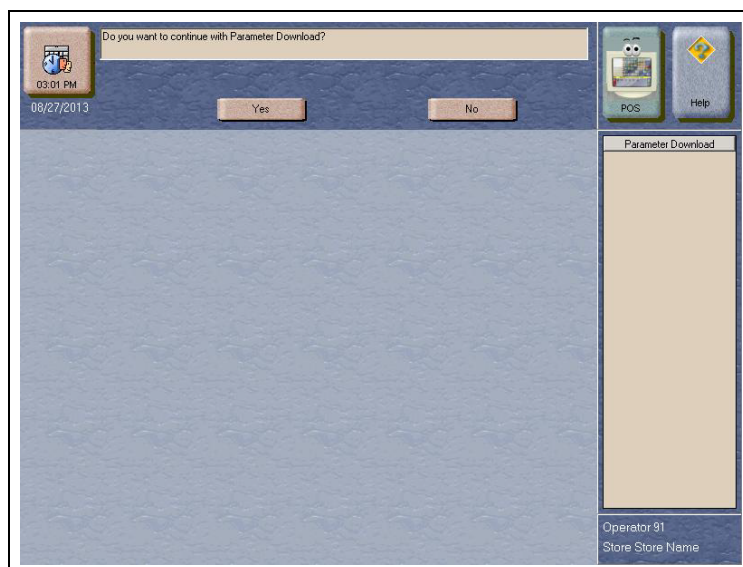 Do you want to continue with Parameter Download?
03:01 PM
08/27/2013
Yes
No
POS
Help
Parameter Download
Operator 91
Store Store Name